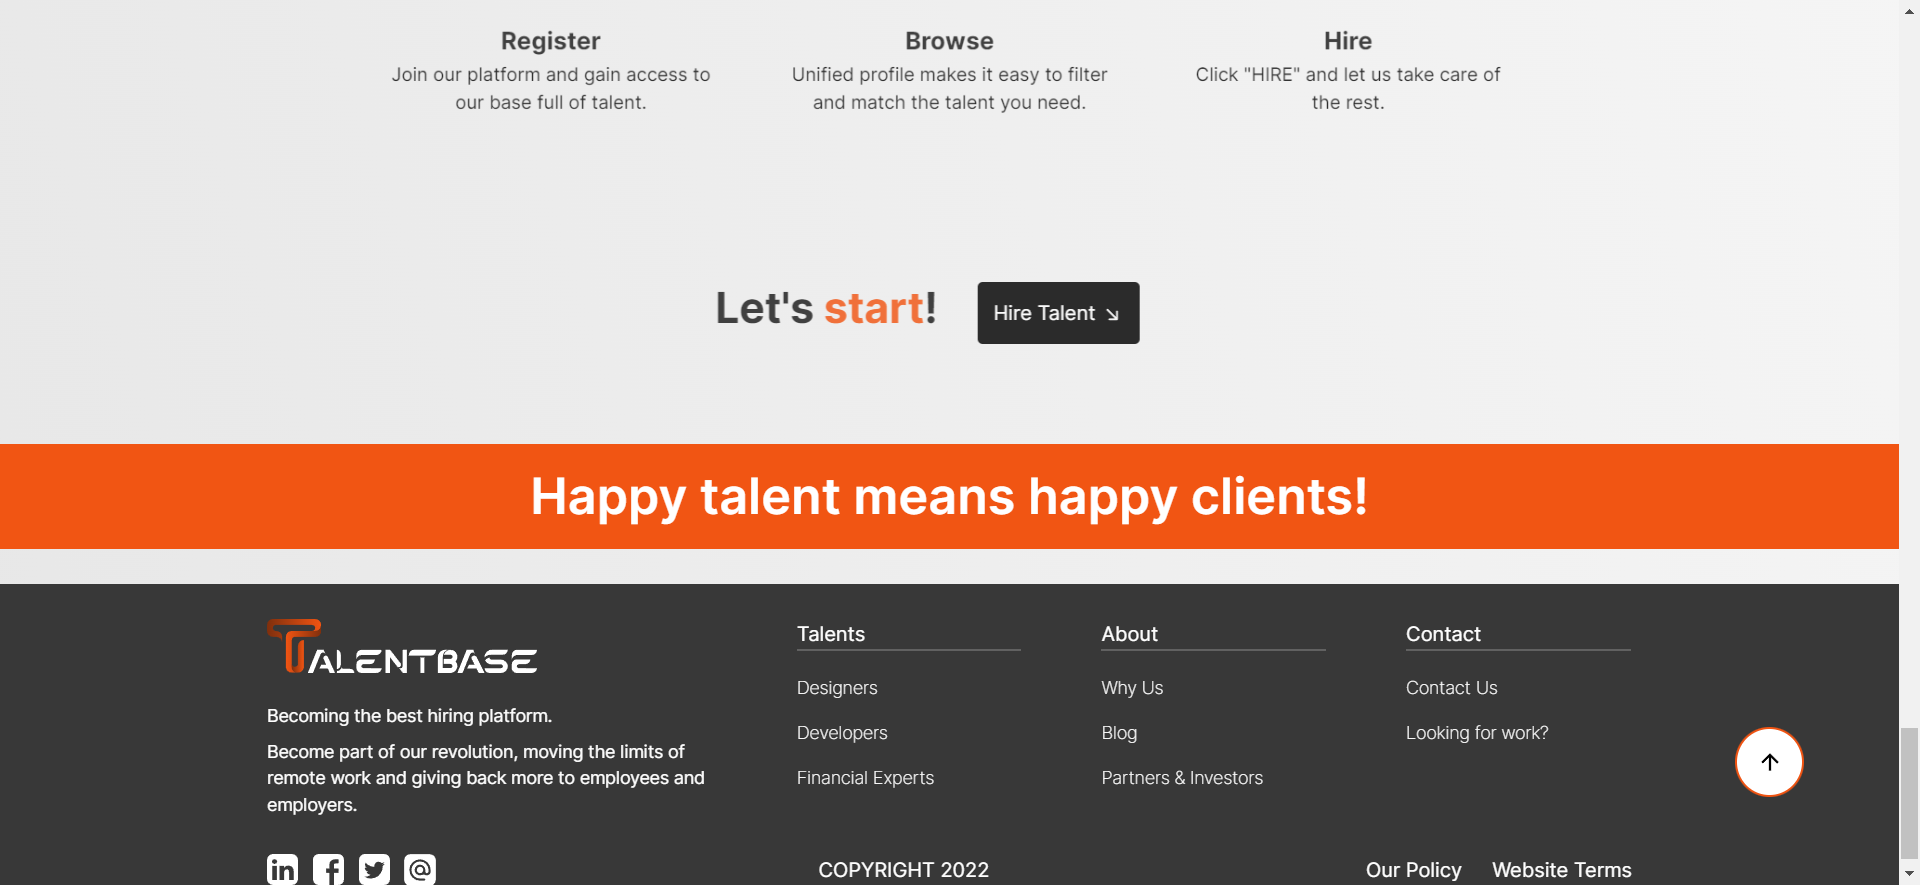 Register
Join our platform and gain access to
our base full of talent.
Browse
Unified profile makes it easy to filter
and match the talent you need.
Hire
Click "HIRE" and let us take care of
the rest.
Let's start!
Hire Talent
Happy talent means happy clients!
TALENTBASE
Becoming the best hiring platform.
Become part of our revolution, moving the limits of
remote work and giving back more to employees and
employers.
Talents
Designers
Developers
Financial Experts
About
Why Us
Blog
Partners & Investors
Contact
Contact Us
Looking for work?
in f @
COPYRIGHT 2022
Our Policy
Website Terms